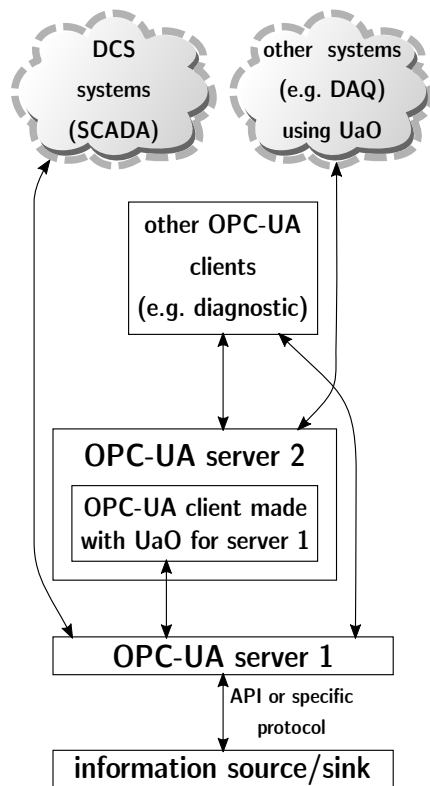 DCS
systems
(SCADA)
other systems
(e.g. DAQ)
using UaO
other OPC-UA
clients
(e.g. diagnostic)
OPC-UA server 2
OPC-UA client made
with UaO for server 1
OPC-UA server 1
API or specific
protocol
information source/sink